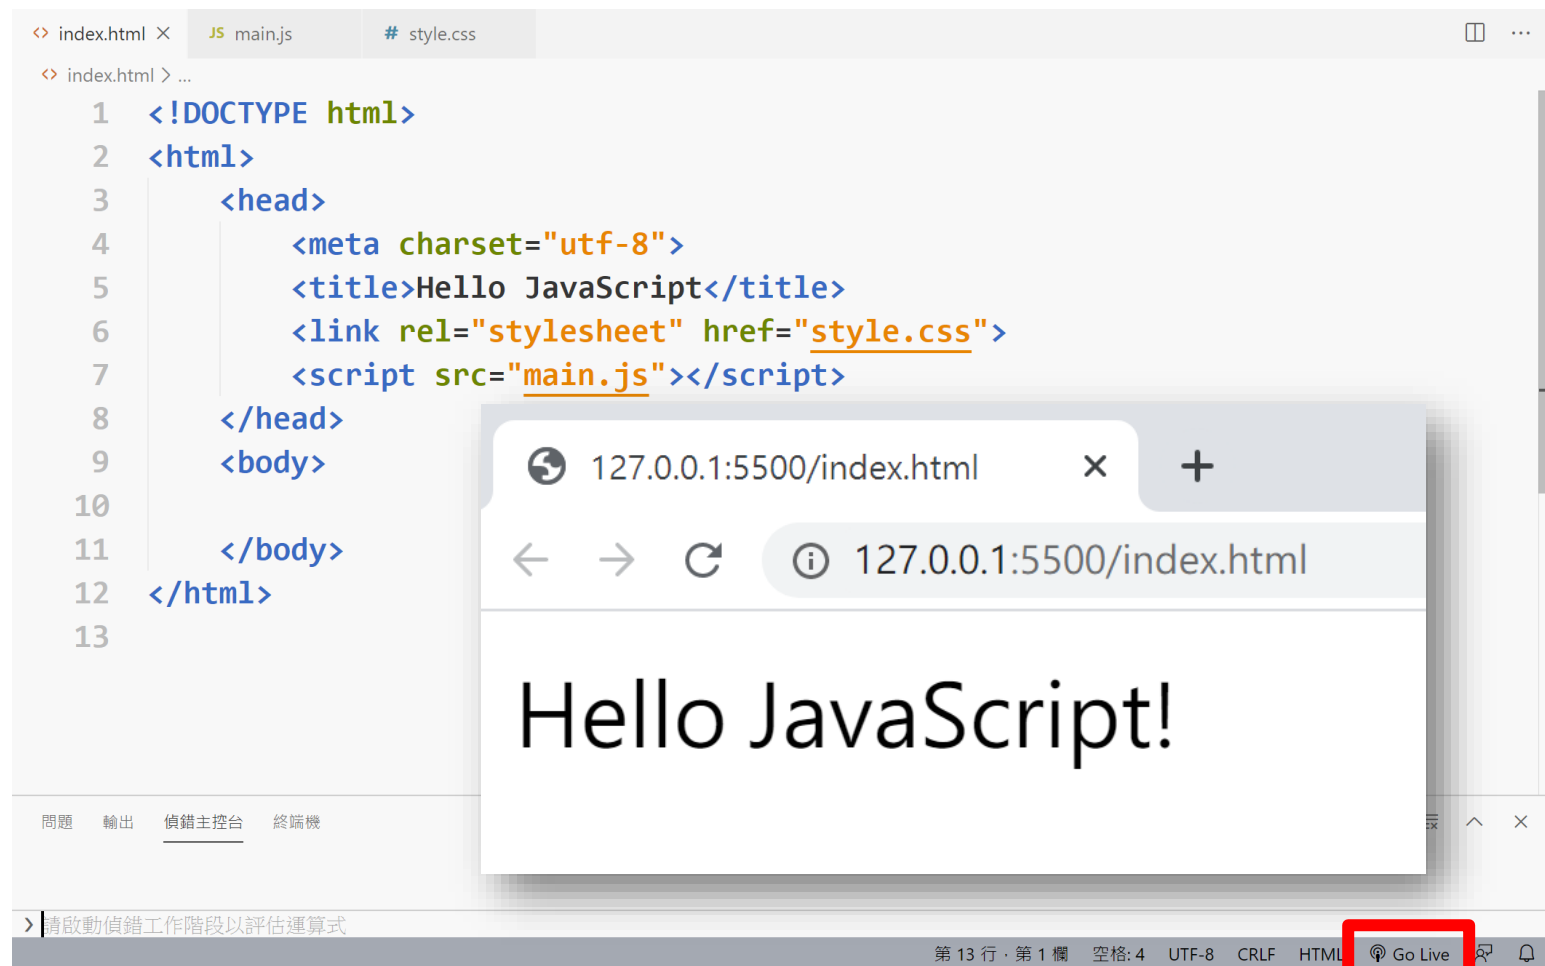 <> index.html × JS main.js # style.css ...
<> index.html > ...
1 <!DOCTYPE html>
2 <html>
3 <head>
4 <meta charset="utf-8">
5 <title>Hello JavaScript</title>
6 <link rel="stylesheet" href="style.css">
7 <script src="main.js"></script>
8 </head>
9 <body>
10
11 </body>
12 </html>
13
127.0.0.1:5500/index.html × +
127.0.0.1:5500/index.html
Hello JavaScript!
問題 輸出 偵錯主控台 終端機
請啟動偵錯工作階段以評估運算式
第 13 行，第 1 欄 空格: 4 UTF-8 CRLF HTML Go Live